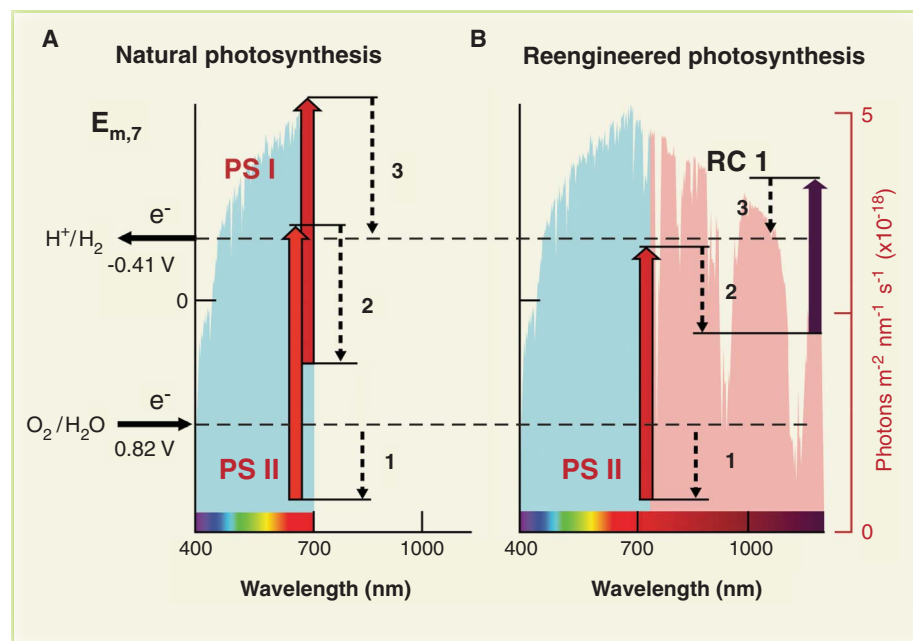 A
Natural photosynthesis
B
Reengineered photosynthesis
E_{m,7}
PS I
3
e⁻
H⁺/H₂
-0.41 V
0
2
e⁻
O₂/H₂O
0.82 V
PS II
1
400
700
1000
Wavelength (nm)
RC 1
3
2
PS II
1
400
700
1000
Wavelength (nm)
5
0
Photons m⁻² nm⁻¹ s⁻¹ (x10⁻¹⁸)